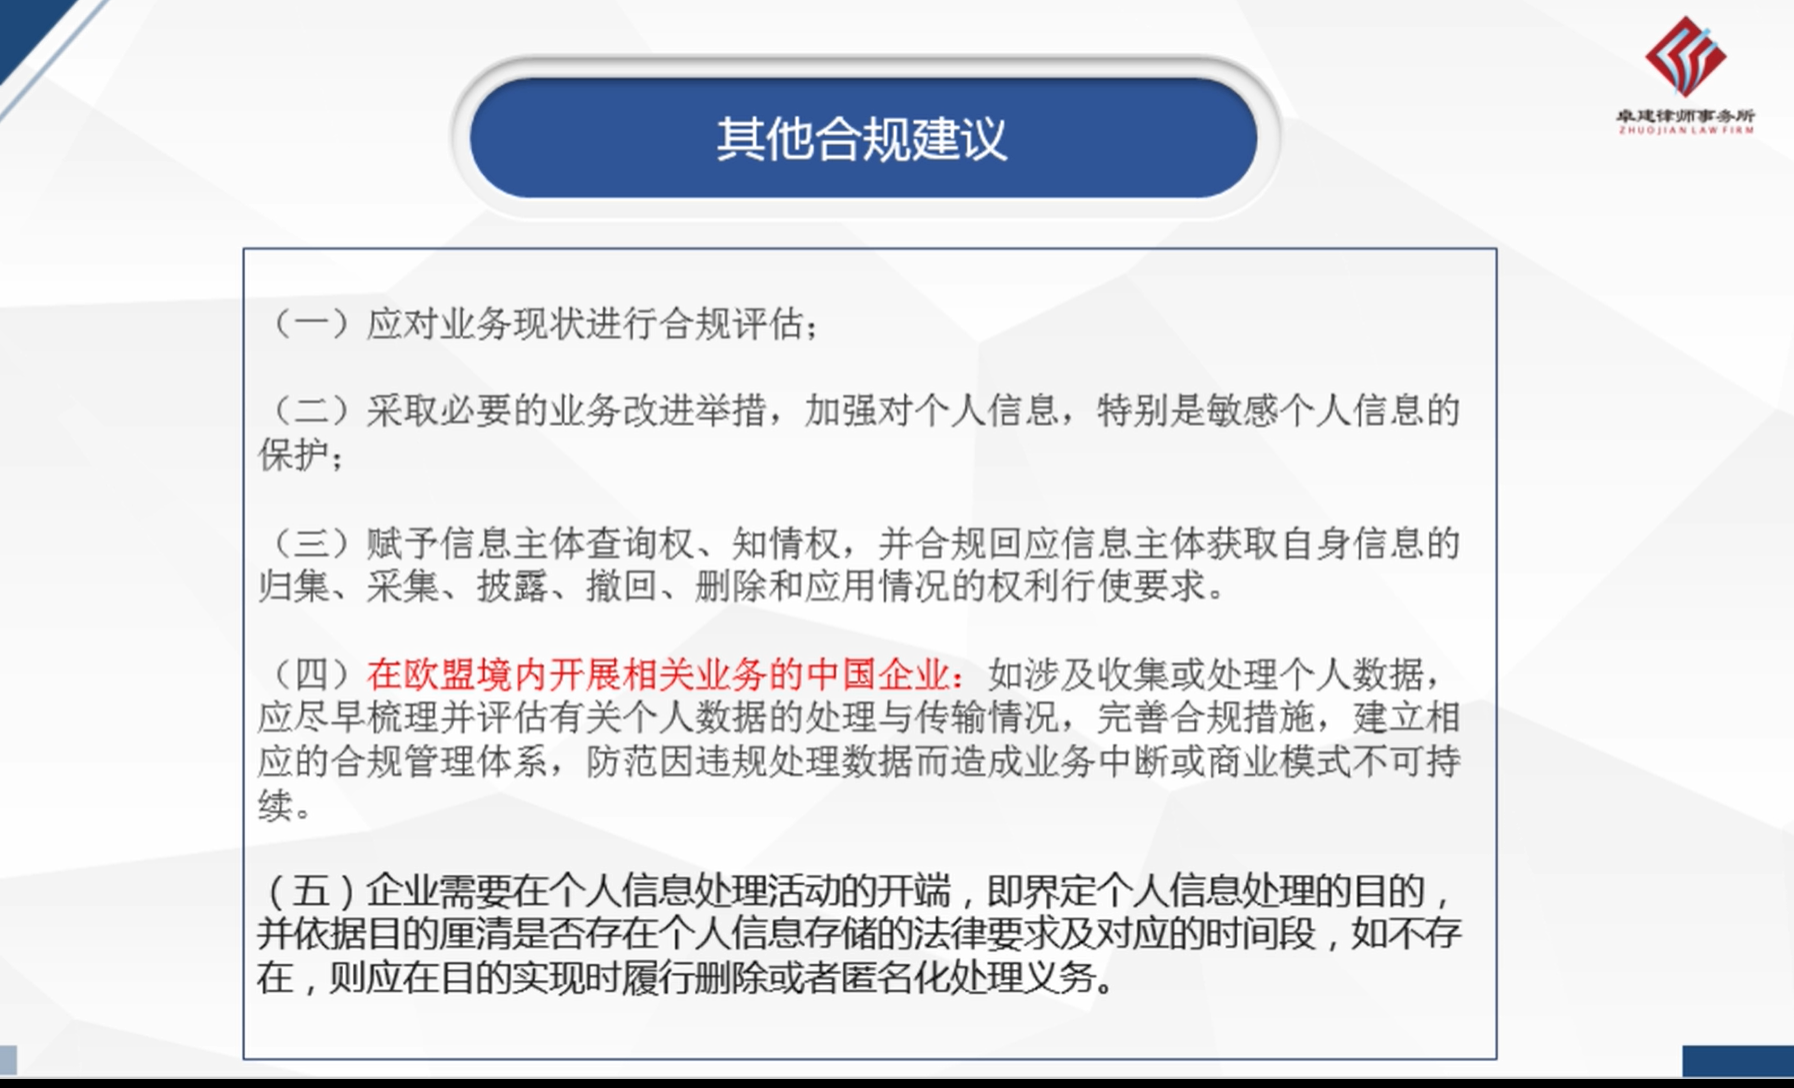 其他合规建议
卓建律师事务所
ZHUOJIAN LAW FIRM
（一）应对业务现状进行合规评估；
（二）采取必要的业务改进举措，加强对个人信息，特别是敏感个人信息的
保护；
（三）赋予信息主体查询权、知情权，并合规回应信息主体获取自身信息的
归集、采集、披露、撤回、删除和应用情况的权利行使要求。
（四）在欧盟境内开展相关业务的中国企业：如涉及收集或处理个人数据，
应尽早梳理并评估有关个人数据的处理与传输情况，完善合规措施，建立相
应的合规管理体系，防范因违规处理数据而造成业务中断或商业模式不可持
续。
（五）企业需要在个人信息处理活动的开端，即界定个人信息处理的目的，
并依据目的厘清是否存在个人信息存储的法律要求及对应的时间段，如不存
在，则应在目的实现时履行删除或者匿名化处理义务。